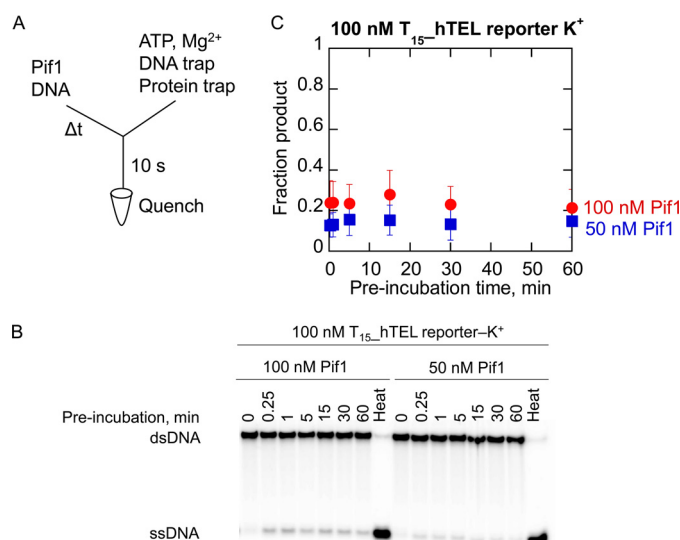 A
Pif1
DNA
ATP, Mg²⁺
DNA trap
Protein trap
Δt
10 s
Quench
C
100 nM T₁₅_hTEL reporter K⁺
Fraction product
1
0.8
0.6
0.4
0.2
0
0 10 20 30 40 50 60
Pre-incubation time, min
100 nM Pif1
50 nM Pif1
B
100 nM T₁₅_hTEL reporter–K⁺
100 nM Pif1 50 nM Pif1
Pre-incubation, min 0 0.25 1 5 15 30 60 Heat 0 0.25 1 5 15 30 60 Heat
dsDNA
ssDNA